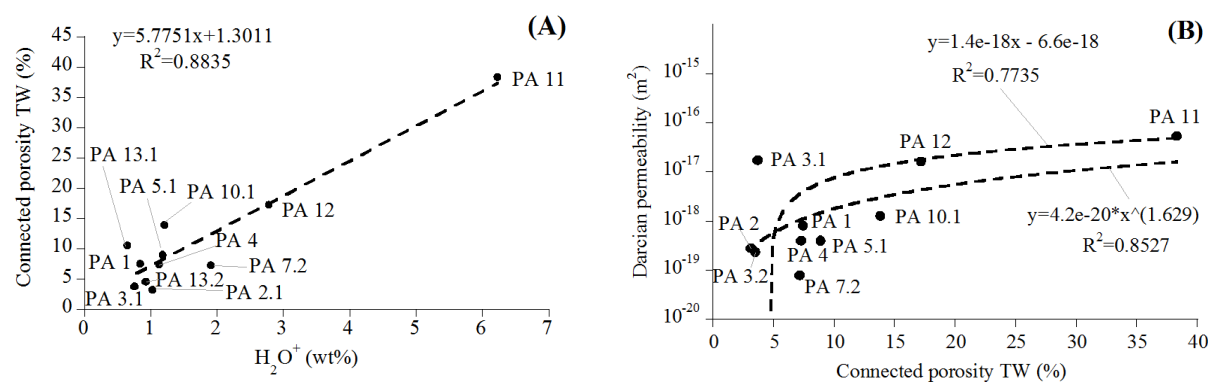 (A)
y=5.7751x+1.3011
R²=0.8835
Connected porosity TW (%)
45
40
35
30
25
20
15
10
5
0
PA 11
PA 13.1
PA 5.1
PA 10.1
PA 12
PA 1
PA 4
PA 7.2
PA 3.1
PA 13.2
PA 2.1
0 1 2 3 4 5 6 7
H₂O⁺ (wt%)
(B)
y=1.4e-18x - 6.6e-18
R²=0.7735
Darcian permeability (m²)
10⁻¹⁵
10⁻¹⁶
10⁻¹⁷
10⁻¹⁸
10⁻¹⁹
10⁻²⁰
PA 11
PA 12
PA 3.1
PA 2
PA 1
PA 10.1
PA 4
PA 5.1
PA 3.2
PA 7.2
y=4.2e-20*x^(1.629)
R²=0.8527
0 5 10 15 20 25 30 35 40
Connected porosity TW (%)